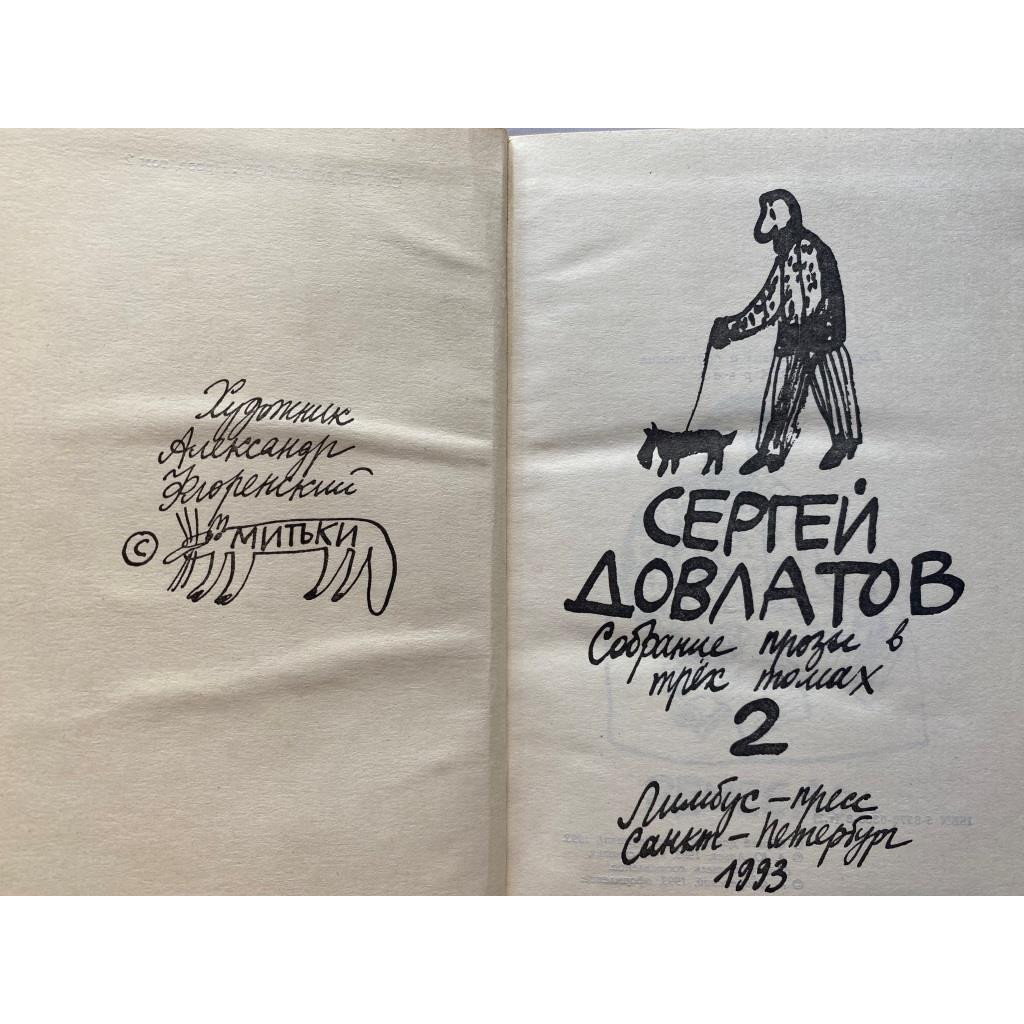 Художник
Александр
Флоренский
© митьки
СЕРГЕЙ
ДОВЛАТОВ
Собрание прозы в
трёх томах
2
Лимбус-пресс
Санкт-Петербург
1993